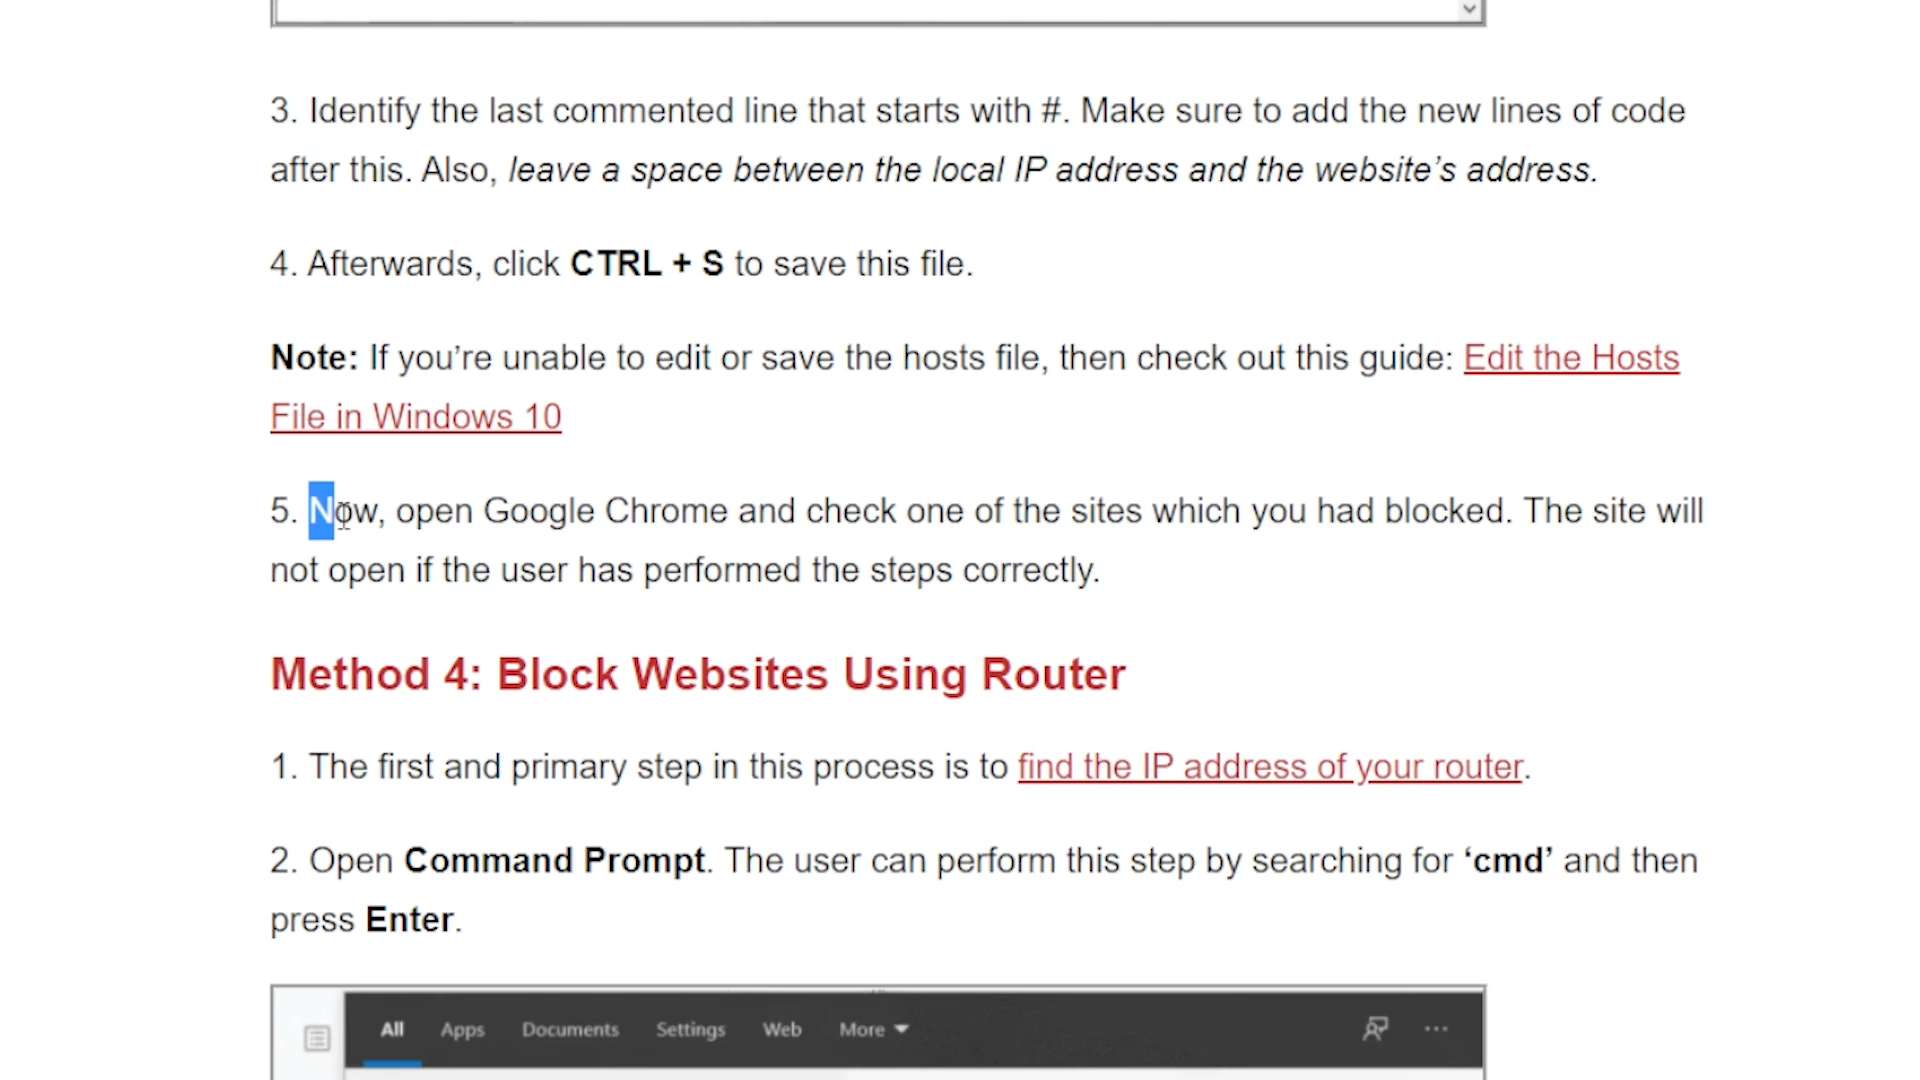 3. Identify the last commented line that starts with #. Make sure to add the new lines of code
after this. Also, leave a space between the local IP address and the website’s address.
4. Afterwards, click CTRL + S to save this file.
Note: If you’re unable to edit or save the hosts file, then check out this guide: Edit the Hosts
File in Windows 10
5. Now, open Google Chrome and check one of the sites which you had blocked. The site will
not open if the user has performed the steps correctly.
Method 4: Block Websites Using Router
1. The first and primary step in this process is to find the IP address of your router.
2. Open Command Prompt. The user can perform this step by searching for ‘cmd’ and then
press Enter.
All Apps Documents Settings Web More